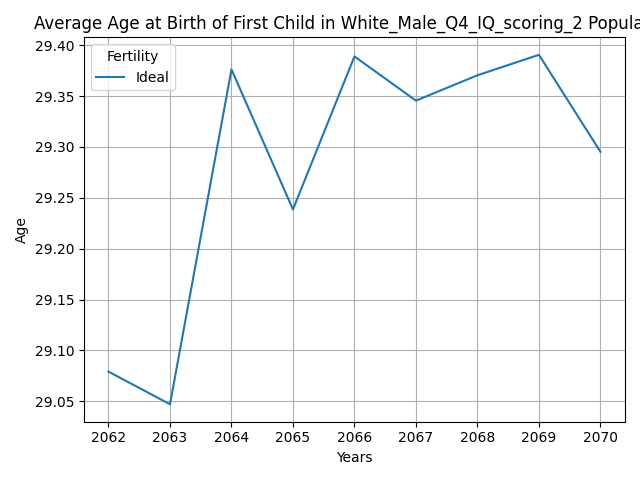 Average Age at Birth of First Child in White_Male_Q4_IQ_scoring_2 Popula
Fertility
Ideal
29.40
29.35
29.30
29.25
29.20
29.15
29.10
29.05
Age
2062 2063 2064 2065 2066 2067 2068 2069 2070
Years